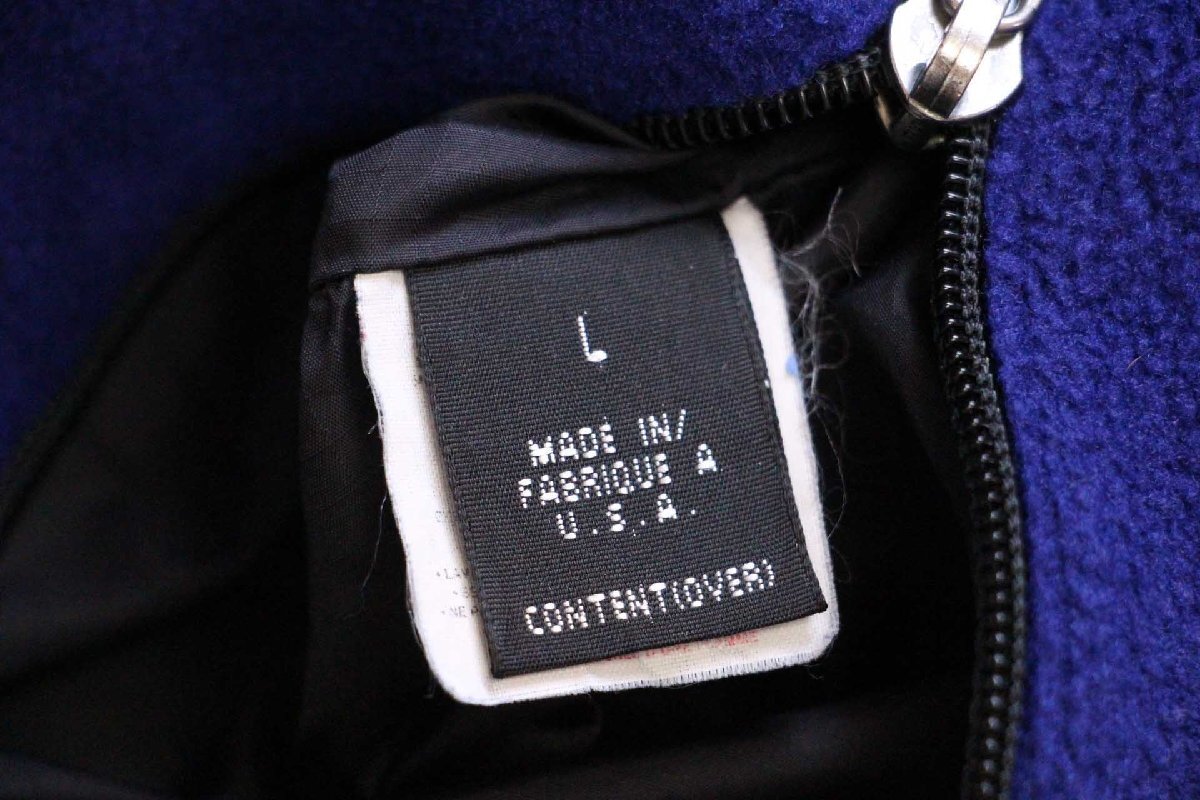 L
MADE IN/
FABRIQUE A
U.S.A.
CONTENT(OVER)